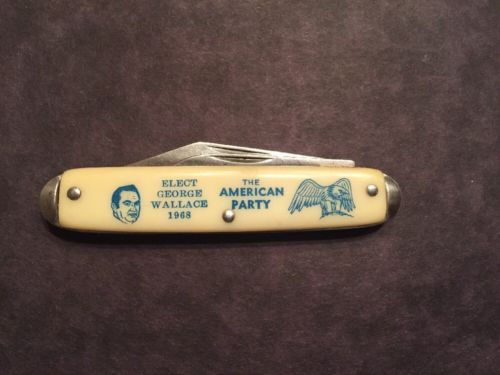 ELECT
GEORGE
WALLACE
1968
THE
AMERICAN
PARTY